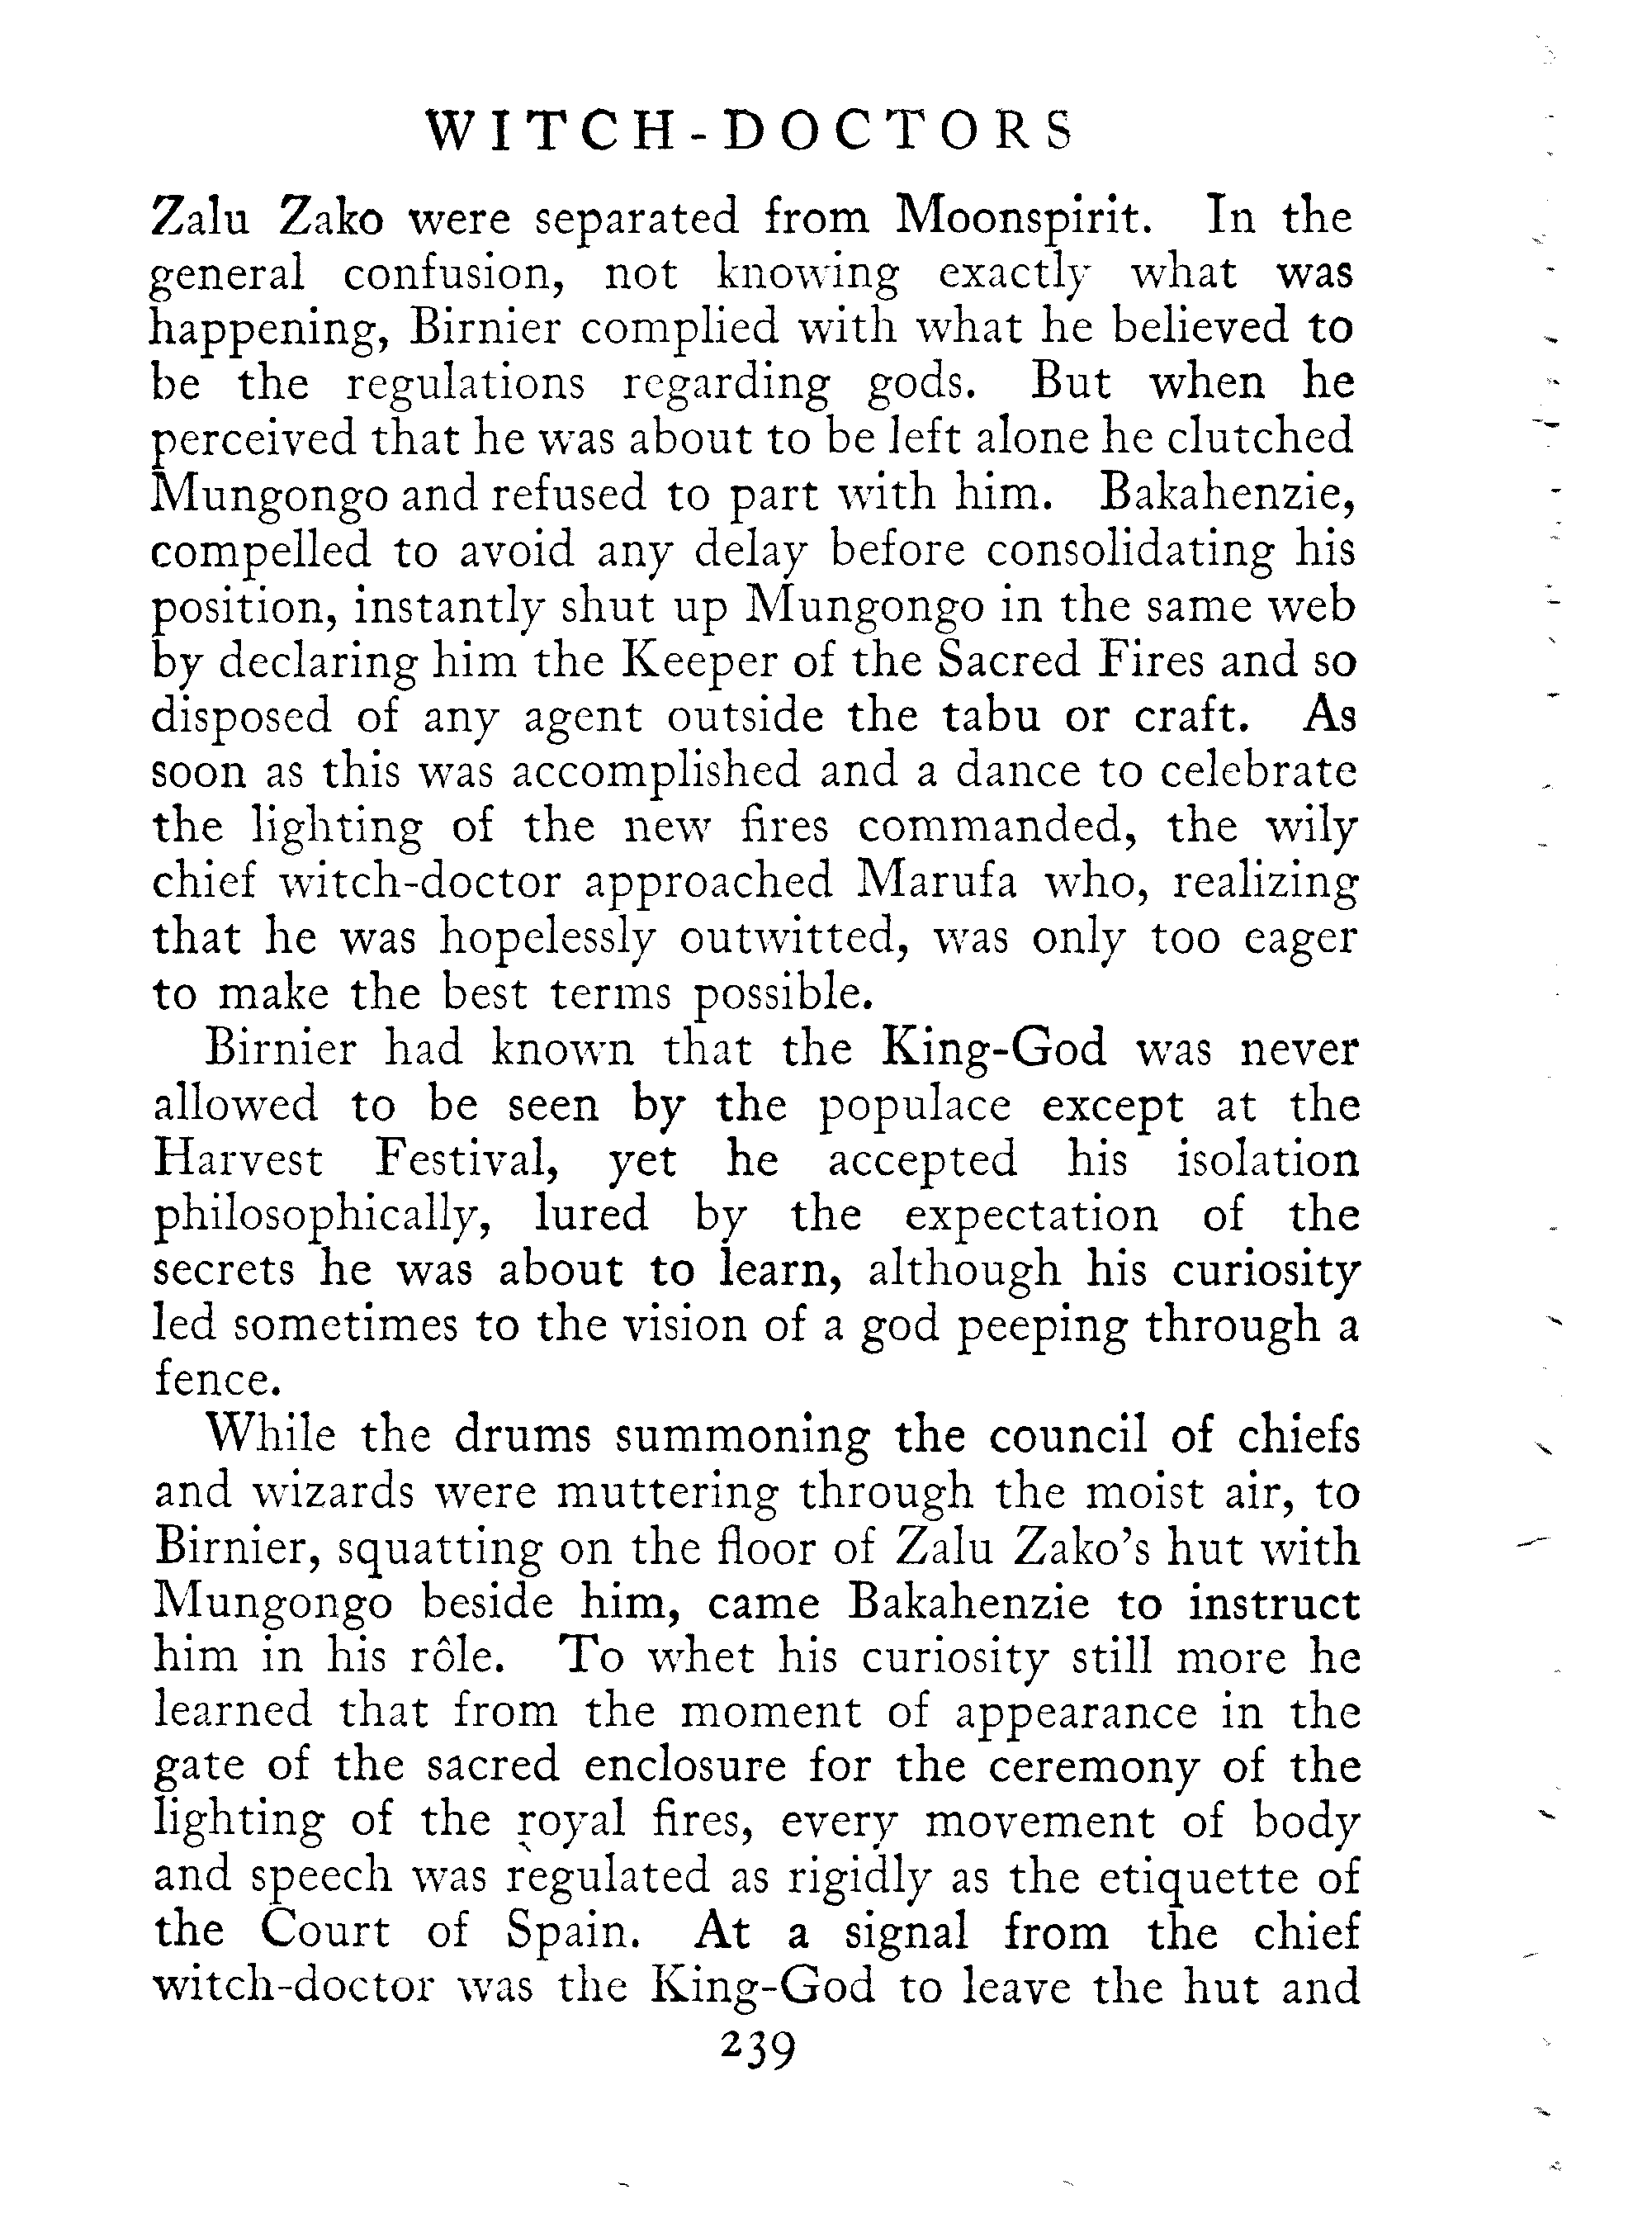 WITCH-DOCTORS
Zalu Zako were separated from Moonspirit. In the
general confusion, not knowing exactly what was
happening, Birnier complied with what he believed to
be the regulations regarding gods. But when he
perceived that he was about to be left alone he clutched
Mungongo and refused to part with him. Bakahenzie,
compelled to avoid any delay before consolidating his
position, instantly shut up Mungongo in the same web
by declaring him the Keeper of the Sacred Fires and so
disposed of any agent outside the tabu or craft. As
soon as this was accomplished and a dance to celebrate
the lighting of the new fires commanded, the wily
chief witch-doctor approached Marufa who, realizing
that he was hopelessly outwitted, was only too eager
to make the best terms possible.
Birnier had known that the King-God was never
allowed to be seen by the populace except at the
Harvest Festival, yet he accepted his isolation
philosophically, lured by the expectation of the
secrets he was about to learn, although his curiosity
led sometimes to the vision of a god peeping through a
fence.
While the drums summoning the council of chiefs
and wizards were muttering through the moist air, to
Birnier, squatting on the floor of Zalu Zako's hut with
Mungongo beside him, came Bakahenzie to instruct
him in his rôle. To whet his curiosity still more he
learned that from the moment of appearance in the
gate of the sacred enclosure for the ceremony of the
lighting of the royal fires, every movement of body
and speech was regulated as rigidly as the etiquette of
the Court of Spain. At a signal from the chief
witch-doctor was the King-God to leave the hut and
239